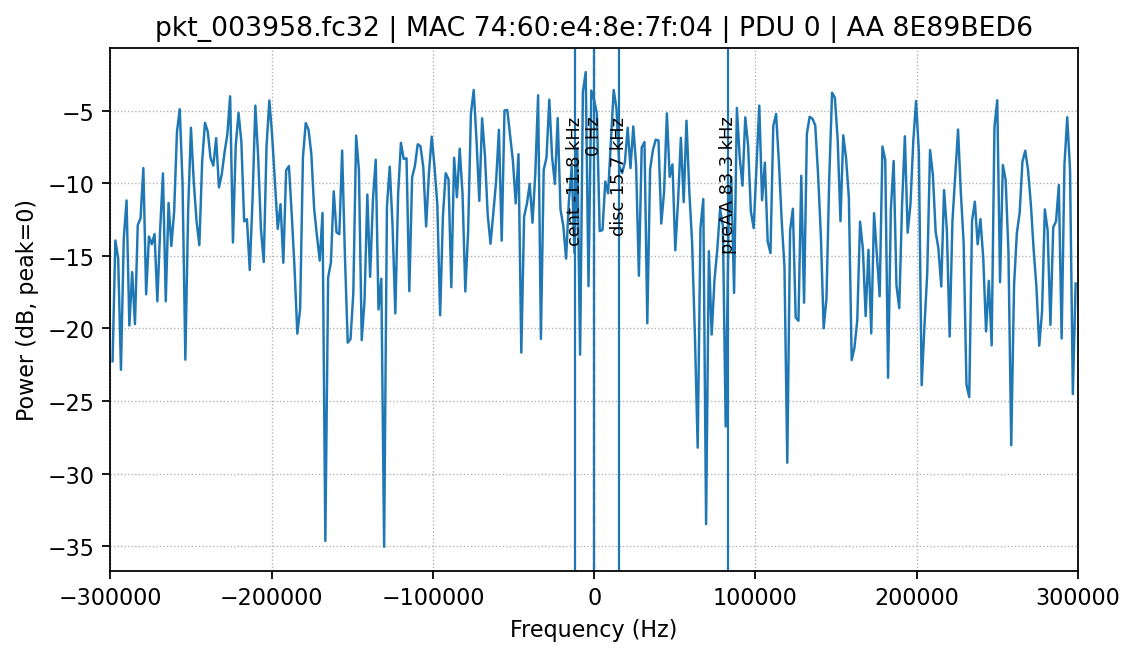 pkt_003958.fc32 | MAC 74:60:e4:8e:7f:04 | PDU 0 | AA 8E89BED6
Power (dB, peak=0)
−5
−10
−15
−20
−25
−30
−35
cent -11.8 kHz
0 Hz
disc 15.7 kHz
preAA 83.3 kHz
−300000
−200000
−100000
0
100000
200000
300000
Frequency (Hz)